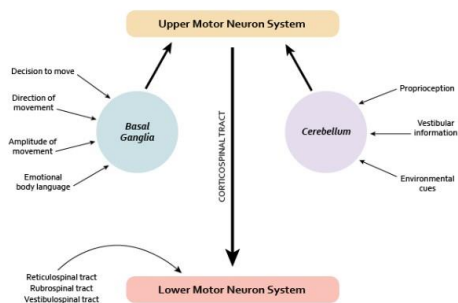 Upper Motor Neuron System
Decision to move
Direction of
movement
Amplitude of
movement
Emotional
body language
Basal
Ganglia
CORTICOSPINAL TRACT
Cerebellum
Proprioception
Vestibular
information
Environmental
cues
Reticulospinal tract
Rubrospinal tract
Vestibulospinal tract
Lower Motor Neuron System